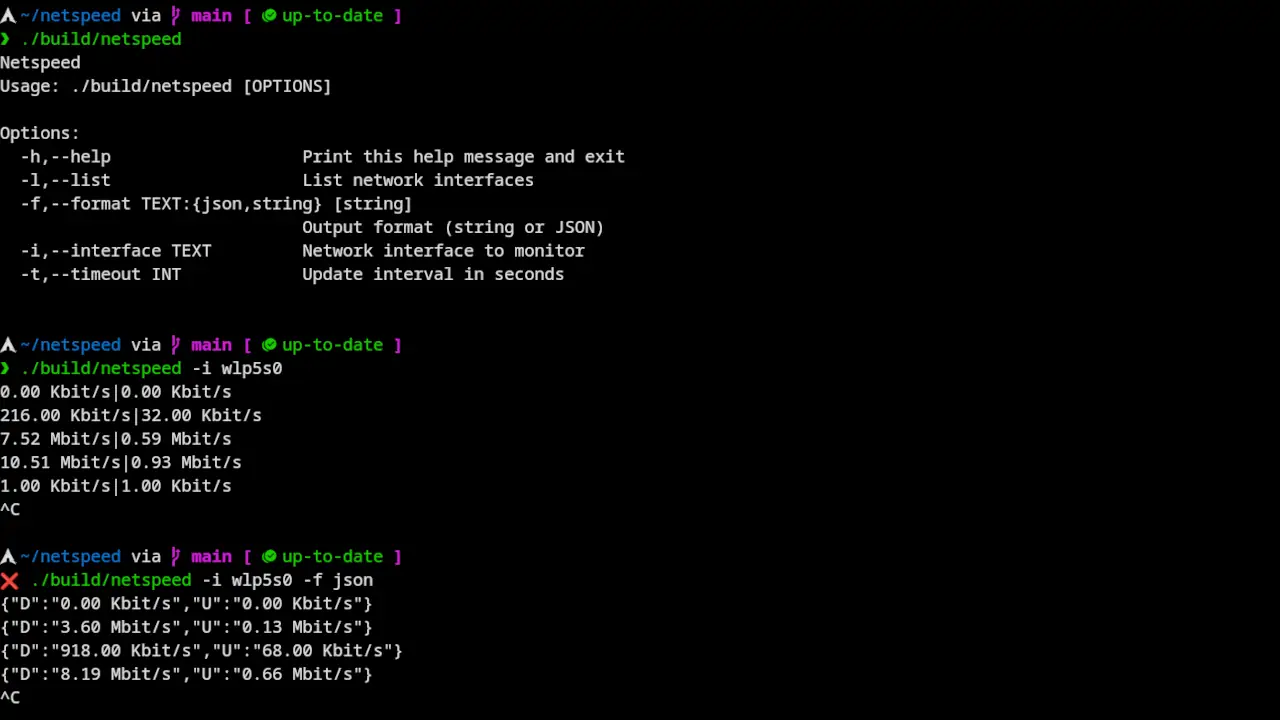 ~/netspeed via main [ up-to-date ]
❯ ./build/netspeed
Netspeed
Usage: ./build/netspeed [OPTIONS]
Options:
-h,--help Print this help message and exit
-l,--list List network interfaces
-f,--format TEXT:{json,string} [string]
Output format (string or JSON)
-i,--interface TEXT Network interface to monitor
-t,--timeout INT Update interval in seconds
~/netspeed via main [ up-to-date ]
❯ ./build/netspeed -i wlp5s0
0.00 Kbit/s|0.00 Kbit/s
216.00 Kbit/s|32.00 Kbit/s
7.52 Mbit/s|0.59 Mbit/s
10.51 Mbit/s|0.93 Mbit/s
1.00 Kbit/s|1.00 Kbit/s
^C
~/netspeed via main [ up-to-date ]
❌ ./build/netspeed -i wlp5s0 -f json
{"D":"0.00 Kbit/s","U":"0.00 Kbit/s"}
{"D":"3.60 Mbit/s","U":"0.13 Mbit/s"}
{"D":"918.00 Kbit/s","U":"68.00 Kbit/s"}
{"D":"8.19 Mbit/s","U":"0.66 Mbit/s"}
^C